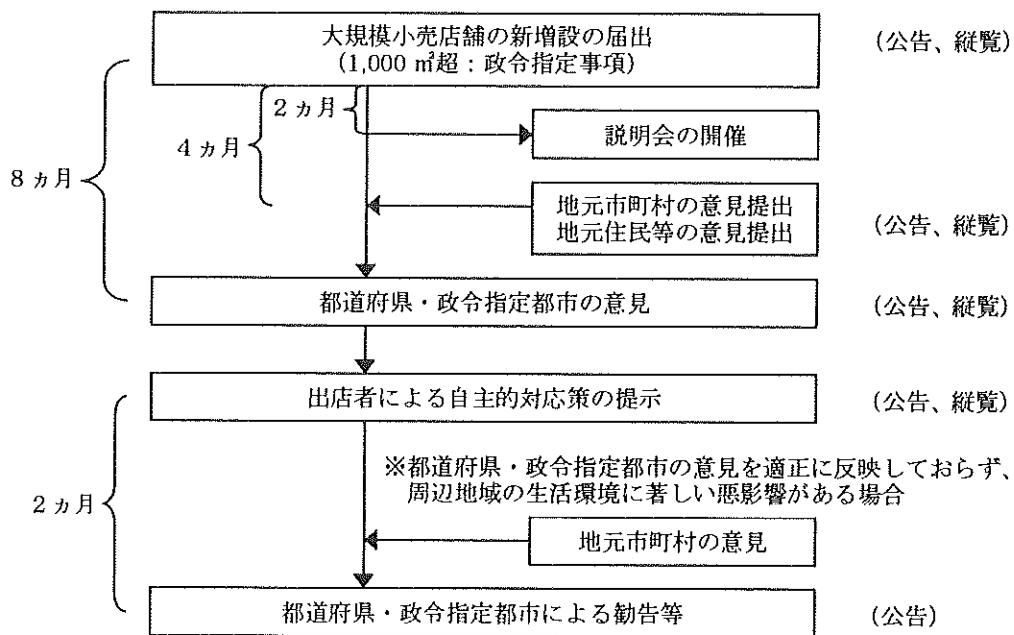 大規模小売店舗の新増設の届出
(1,000 ㎡超：政令指定事項)
(公告、縦覧)
2 ヵ月
説明会の開催
4 ヵ月
8 ヵ月
地元市町村の意見提出
地元住民等の意見提出
(公告、縦覧)
都道府県・政令指定都市の意見
(公告、縦覧)
出店者による自主的対応策の提示
(公告、縦覧)
※都道府県・政令指定都市の意見を適正に反映しておらず、
周辺地域の生活環境に著しい悪影響がある場合
2 ヵ月
地元市町村の意見
都道府県・政令指定都市による勧告等
(公告)